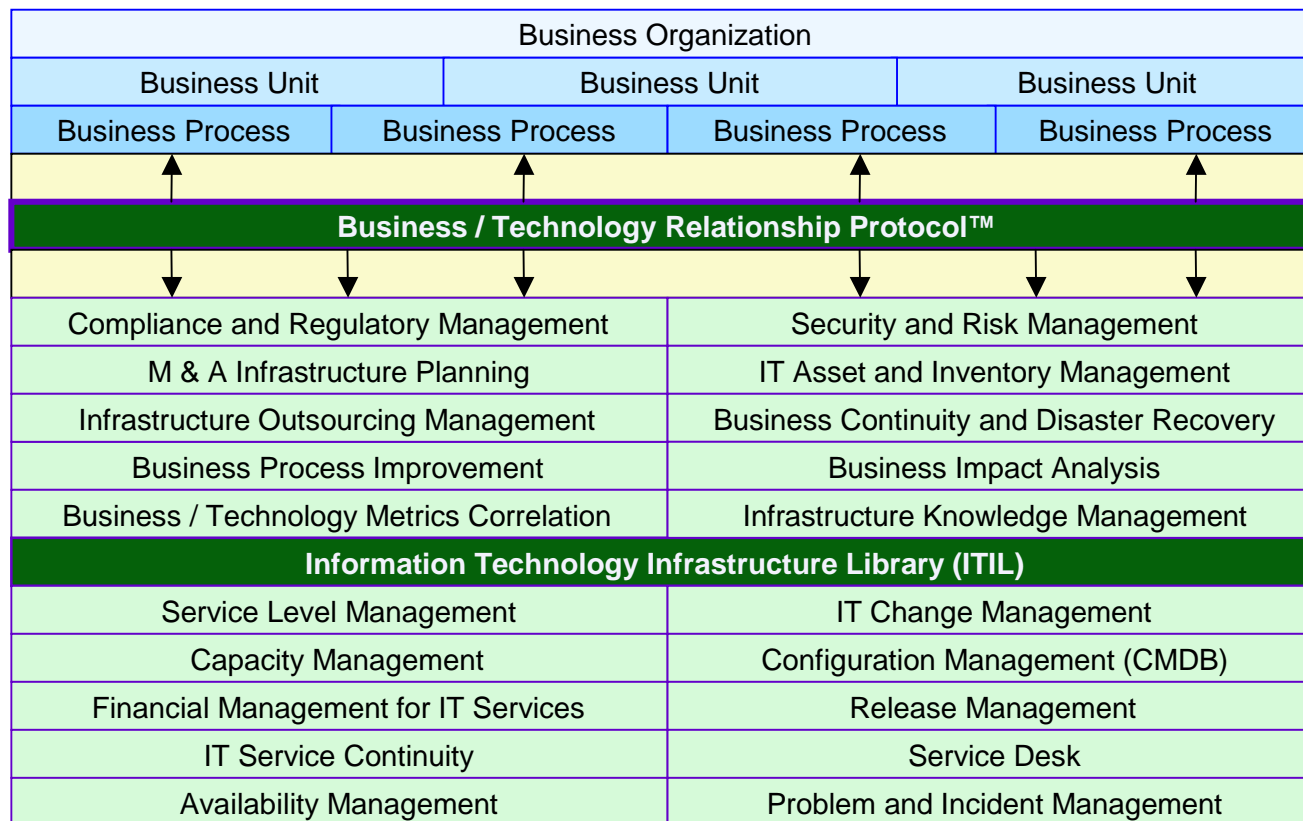 Business Organization
Business Unit Business Unit Business Unit
Business Process Business Process Business Process Business Process
Business / Technology Relationship Protocol™
Compliance and Regulatory Management Security and Risk Management
M & A Infrastructure Planning IT Asset and Inventory Management
Infrastructure Outsourcing Management Business Continuity and Disaster Recovery
Business Process Improvement Business Impact Analysis
Business / Technology Metrics Correlation Infrastructure Knowledge Management
Information Technology Infrastructure Library (ITIL)
Service Level Management IT Change Management
Capacity Management Configuration Management (CMDB)
Financial Management for IT Services Release Management
IT Service Continuity Service Desk
Availability Management Problem and Incident Management